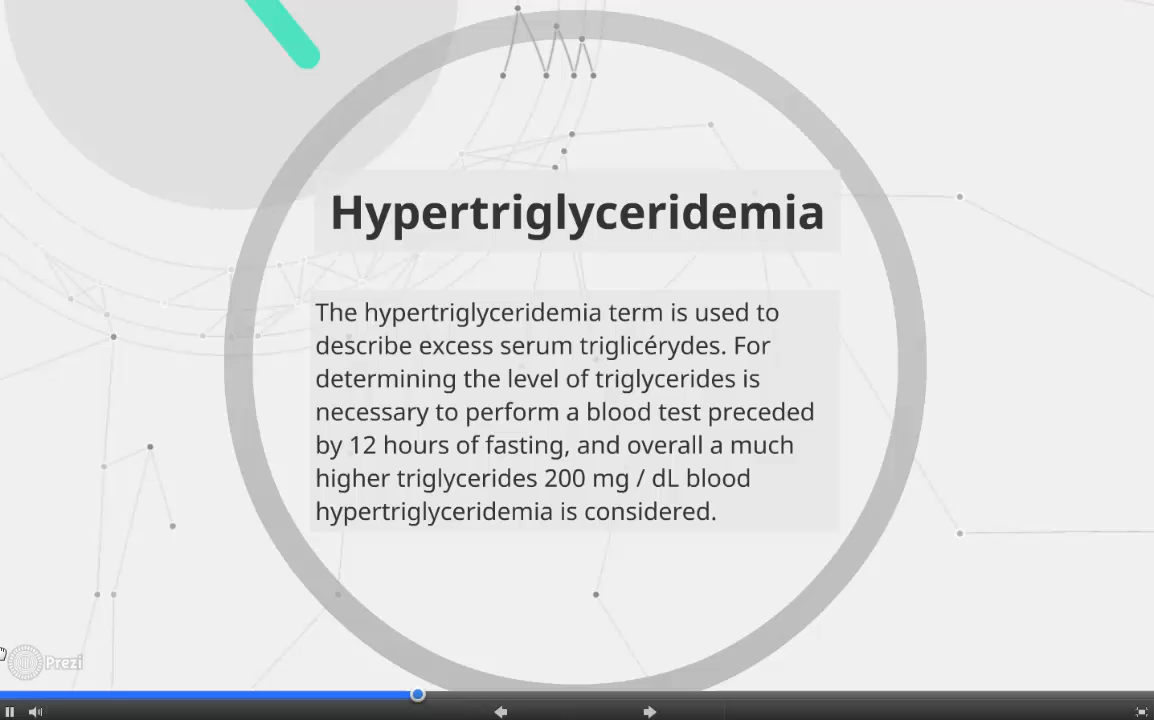 Hypertriglyceridemia
The hypertriglyceridemia term is used to
describe excess serum triglicérydes. For
determining the level of triglycerides is
necessary to perform a blood test preceded
by 12 hours of fasting, and overall a much
higher triglycerides 200 mg / dL blood
hypertriglyceridemia is considered.
Prezi